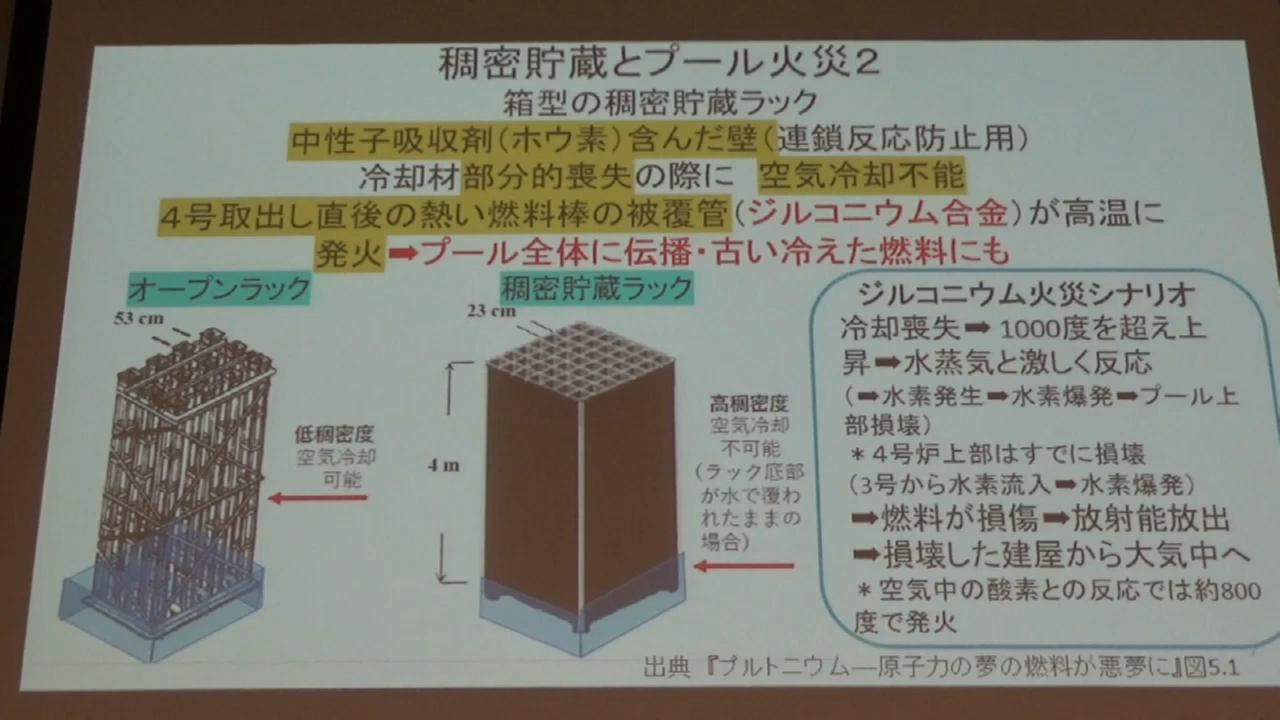 稠密貯蔵とプール火災２
箱型の稠密貯蔵ラック
中性子吸収剤（ホウ素）含んだ壁（連鎖反応防止用）
冷却材部分的喪失の際に　空気冷却不能
４号取出し直後の熱い燃料棒の被覆管（ジルコニウム合金）が高温に
発火➡プール全体に伝播・古い冷えた燃料にも
オープンラック
53 cm
低稠密度
空気冷却
可能
稠密貯蔵ラック
23 cm
4 m
高稠密度
空気冷却
不可能
（ラック底部
が水で覆わ
れたままの
場合）
ジルコニウム火災シナリオ
冷却喪失➡ 1000度を超え上
昇➡水蒸気と激しく反応
（➡水素発生➡水素爆発➡プール上
部損壊）
＊４号炉上部はすでに損壊
（3号から水素流入➡水素爆発）
➡燃料が損傷➡放射能放出
➡損壊した建屋から大気中へ
＊空気中の酸素との反応では約800
度で発火
出典『プルトニウム―原子力の夢の燃料が悪夢に』図5.1